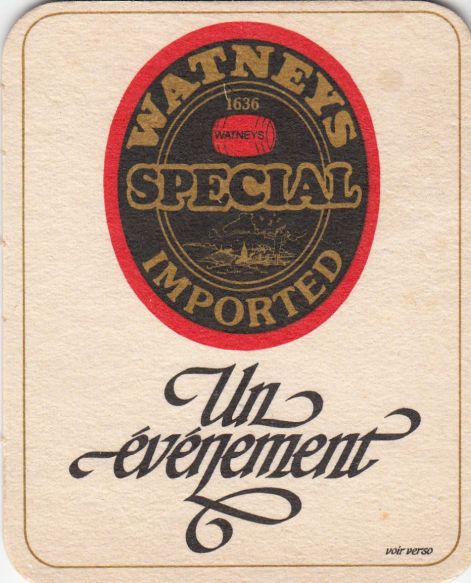 WATNEYS
1636
WATNEYS
SPECIAL
IMPORTED
Un
événement
voir verso